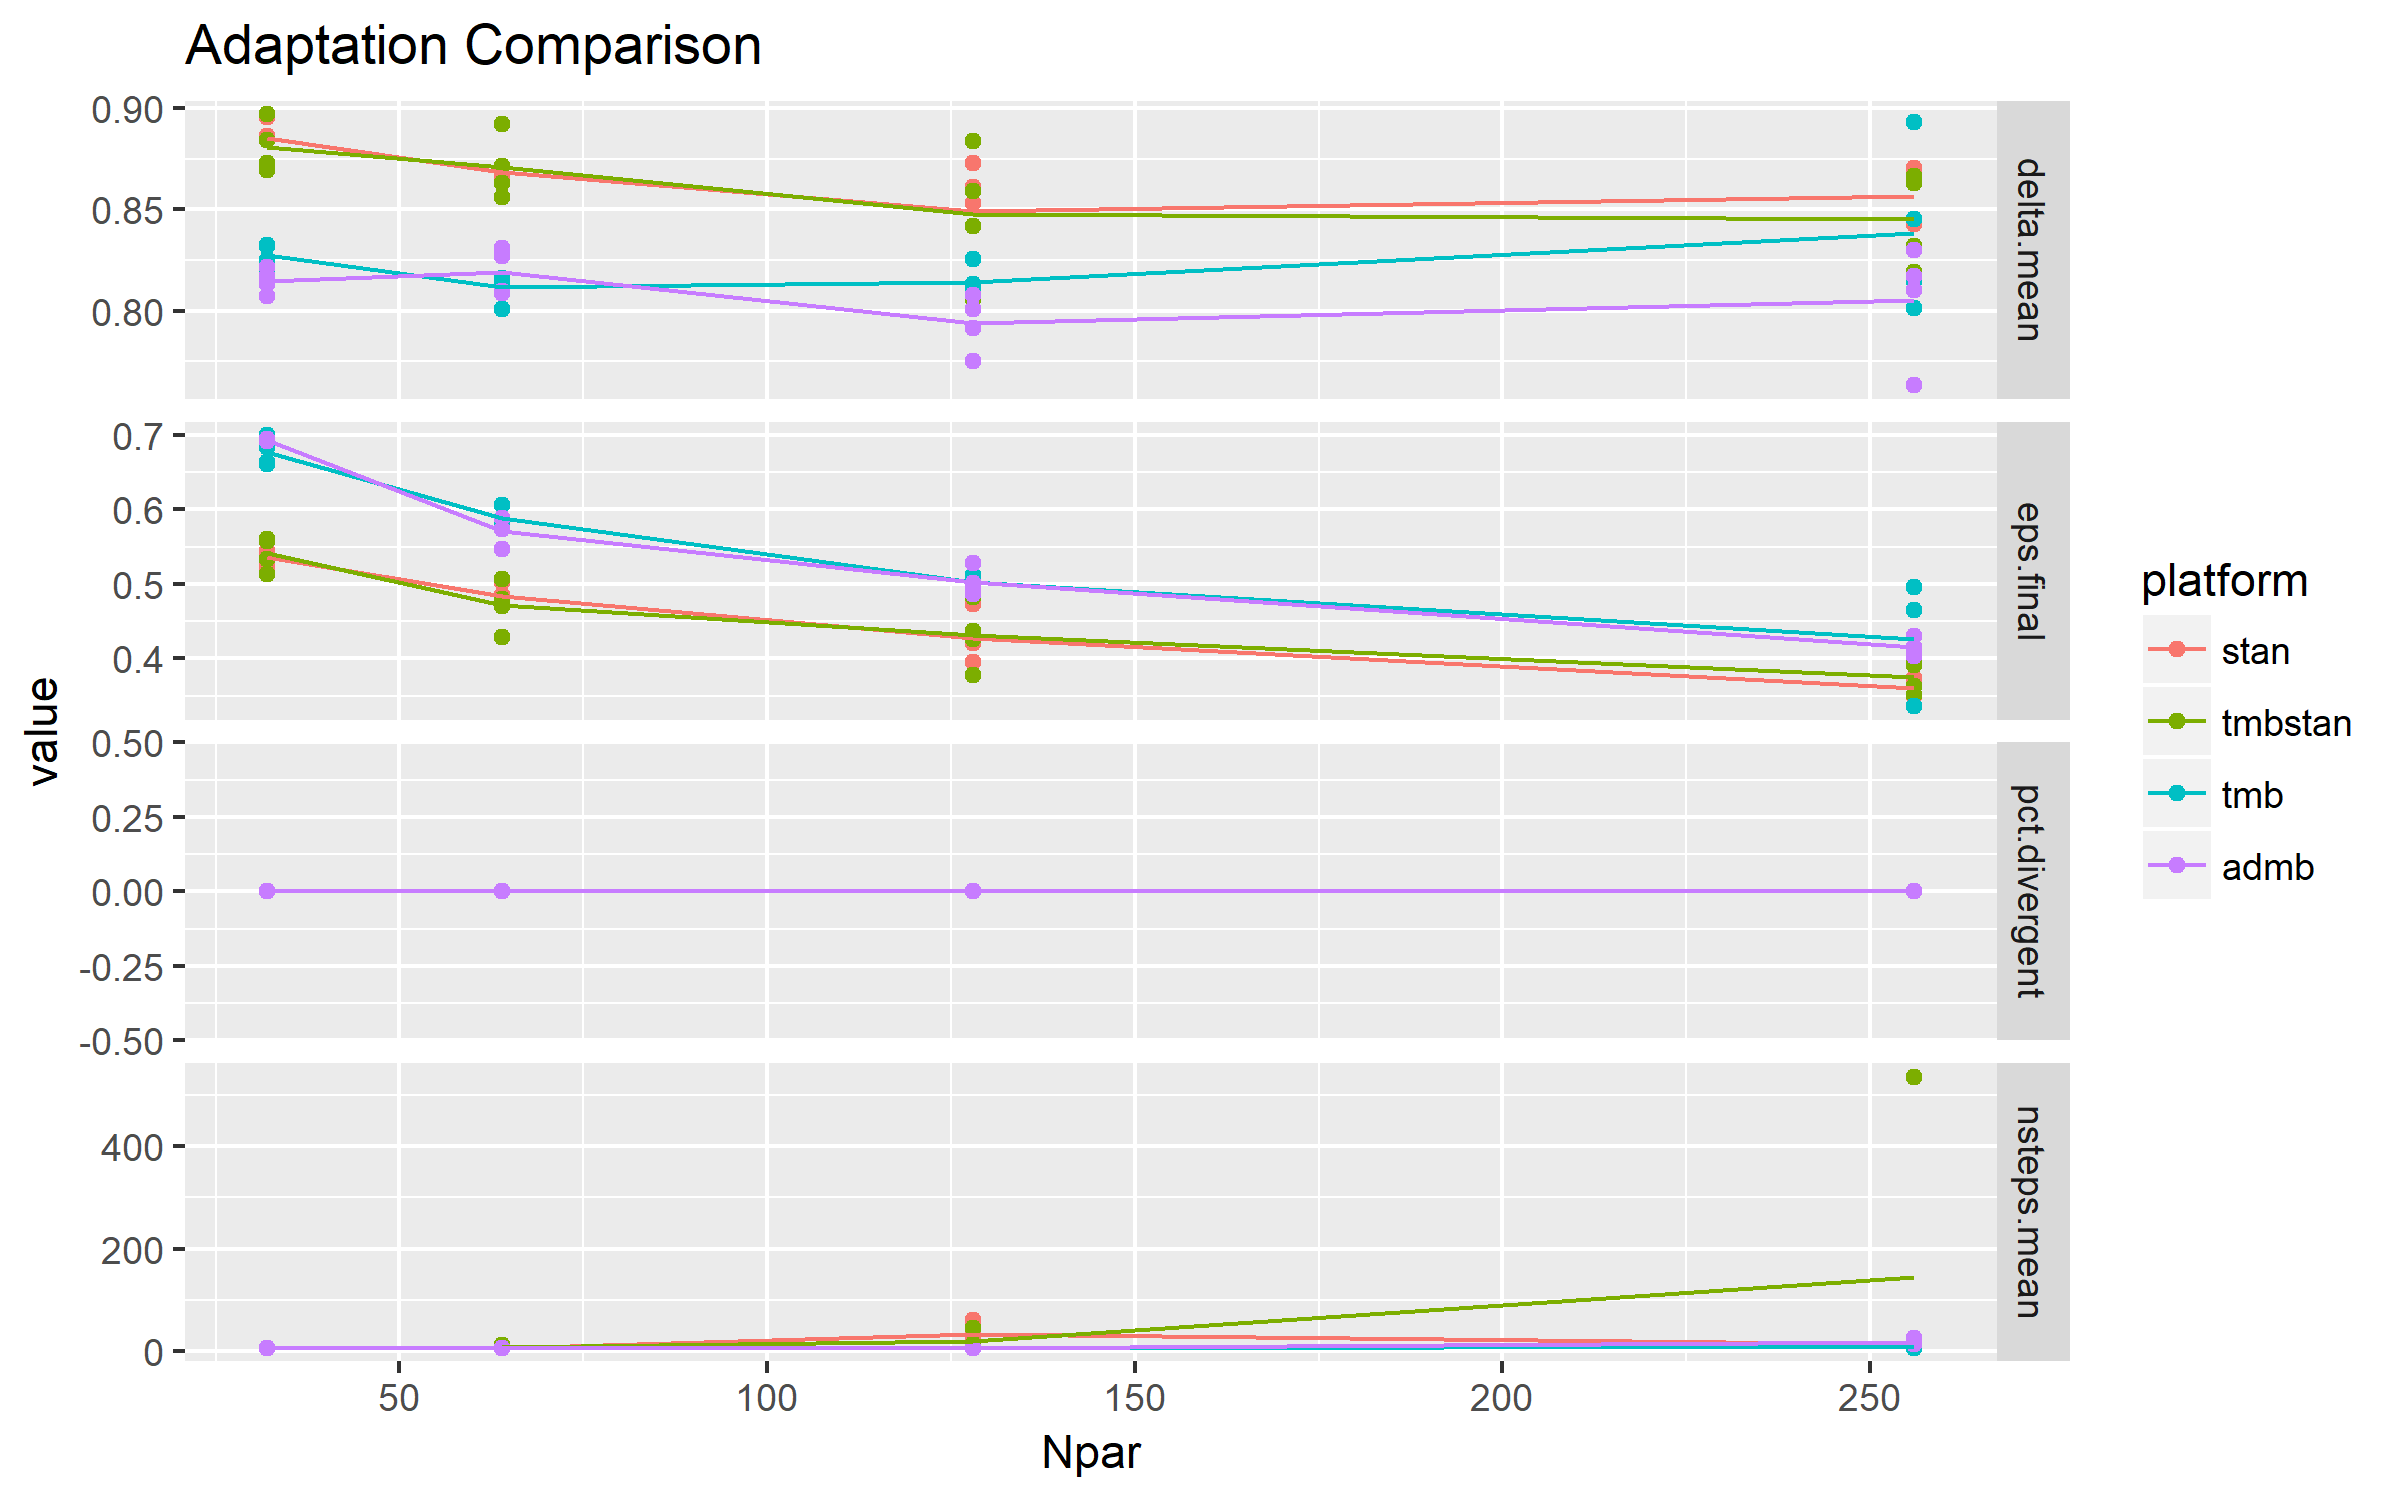 Adaptation Comparison
value
0.90
0.85
0.80
delta.mean
0.7
0.6
0.5
0.4
eps.final
0.50
0.25
0.00
-0.25
-0.50
pct.divergent
400
200
0
nsteps.mean
50 100 150 200 250
Npar
platform
stan
tmbstan
tmb
admb